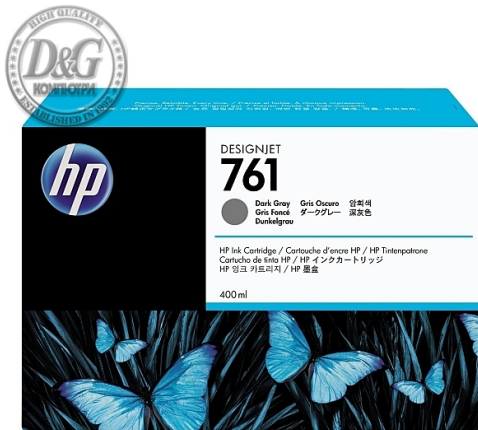 HIGH QUALITY
D&G
КОМПЮТРИ
ESTABLISHED IN 1992
hp
DESIGNJET
761
Dark Gray Gris Oscuro 암회색
Gris Foncé ダークグレー 深灰色
Dunkelgrau
HP Ink Cartridge / Cartouche d'encre HP / HP Tintenpatrone
Cartucho de tinta HP / HP インクカートリッジ
HP 잉크 카트리지 / HP 墨盒
400 ml